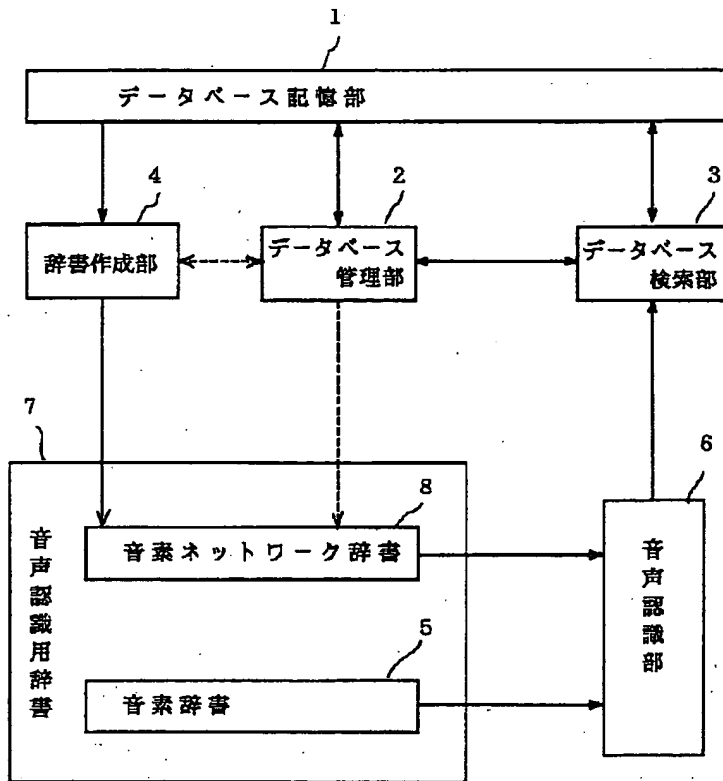 1
データベース記憶部
4
2
3
辞書作成部
データベース
管理部
データベース
検索部
7
6
8
音素ネットワーク辞書
音声認識用辞書
音声認識部
5
音素辞書